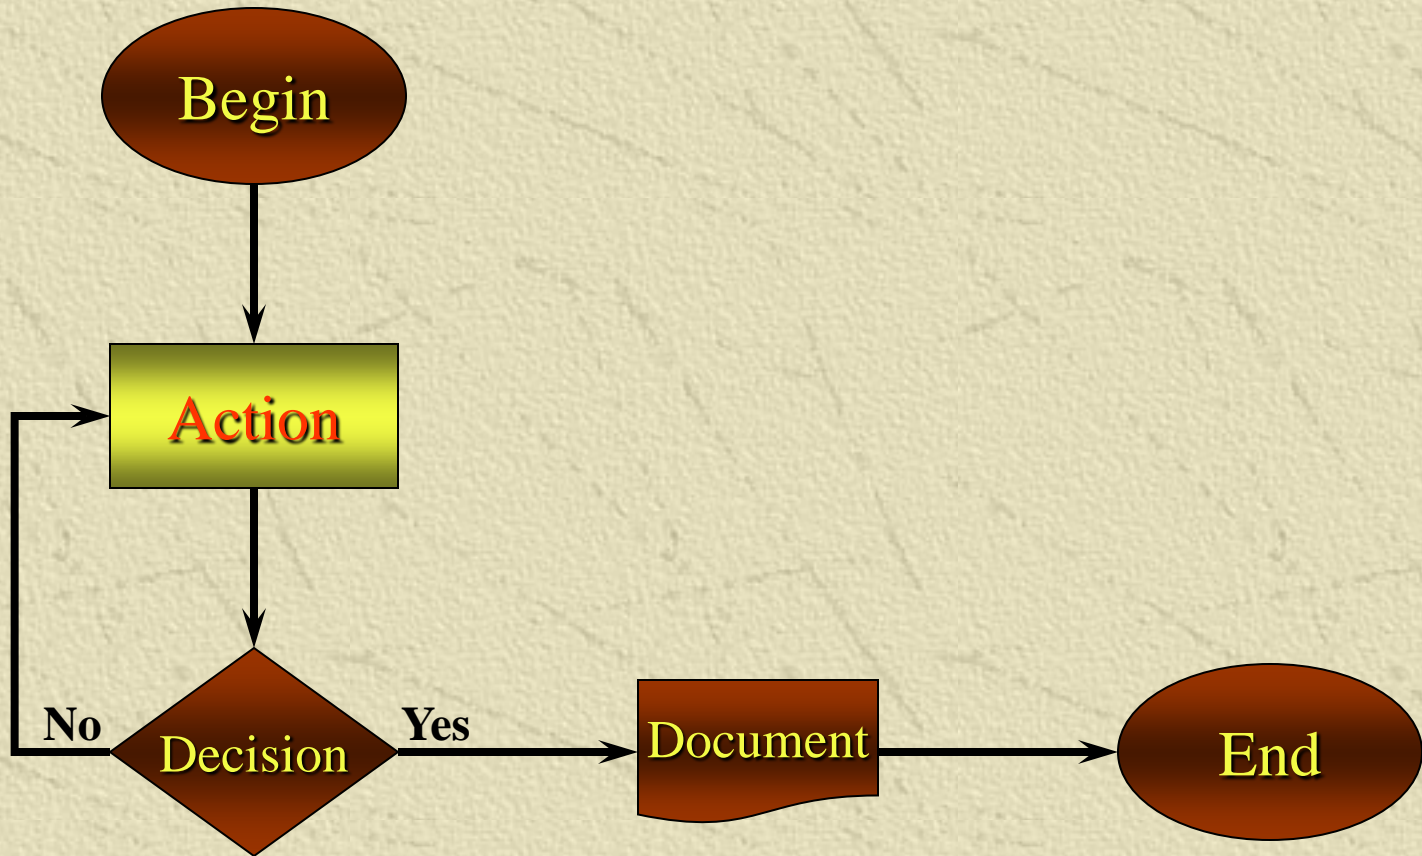 Begin
Action
No
Decision
Yes
Document
End